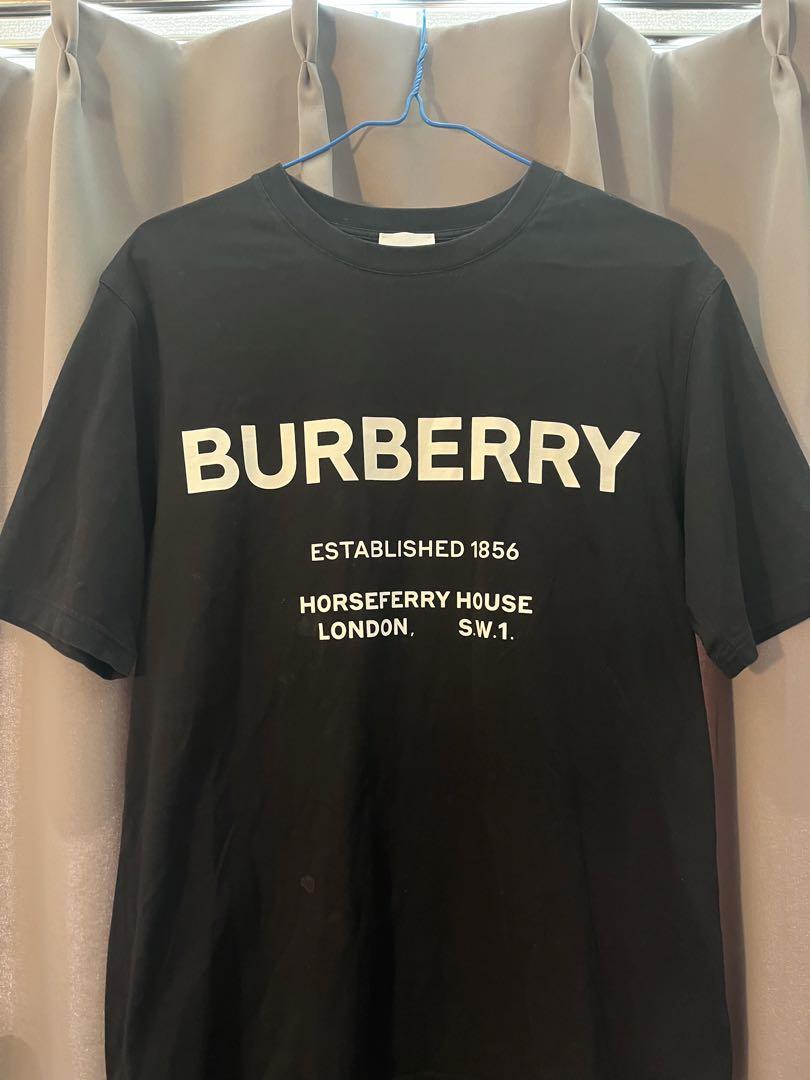 BURBERRY
ESTABLISHED 1856
HORSEFERRY HOUSE
LONDON, S.W.1.